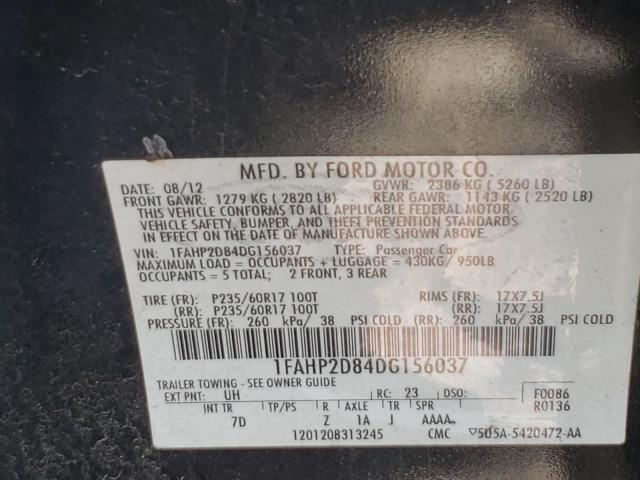 MFD. BY FORD MOTOR CO.
DATE: 08/12 GVWR: 2386 KG ( 5260 LB)
FRONT GAWR: 1279 KG ( 2820 LB) REAR GAWR: 1143 KG ( 2520 LB)
THIS VEHICLE CONFORMS TO ALL APPLICABLE FEDERAL MOTOR
VEHICLE SAFETY, BUMPER, AND THEFT PREVENTION STANDARDS
IN EFFECT ON THE DATE OF MANUFACTURE SHOWN ABOVE.
VIN: 1FAHP2D84DG156037 TYPE: Passenger Car
MAXIMUM LOAD = OCCUPANTS + LUGGAGE = 430KG/ 950LB
OCCUPANTS = 5 TOTAL; 2 FRONT, 3 REAR
TIRE (FR): P235/60R17 100T RIMS (FR): 17X7.5J
(RR): P235/60R17 100T (RR): 17X7.5J
PRESSURE (FR): 260 kPa/ 38 PSI COLD (RR): 260 kPa/ 38 PSI COLD
1FAHP2D84DG156037
TRAILER TOWING - SEE OWNER GUIDE
EXT PNT: UH RC: 23 DSO: F0086
INT TR TP/PS R AXLE TR SPR R0136
7D Z 1A J AAAA
1201208313245 CMC ▽5U5A-5420472-AA